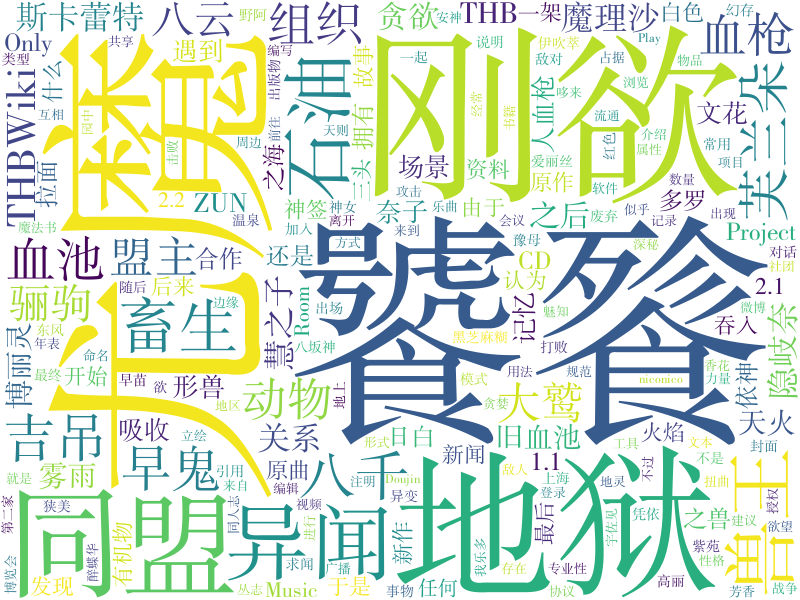 斯卡蕾特
八云
组织
贪欲
THB一架
魔理沙
白色
血枪
Only
遇到
野阿
共享
安神
幻存
类型
什么
THBWiki
编写
出版物
故事
一起
说明
伊吹萃
敌对
Play
占据
物品
拉面
互相
园中
前往
之海
石油
拥有
经常
书籍
哆来
浏览
流通
人血枪
文花
芙兰朵
击败
周边
天则
三头
场景
资料
爱丽丝
原作
红色
介绍
属性
常用
项目
2.2
ZUN
神签
奈子
由于
之后
数量
软件
多罗
魔法书
温泉
神女
加入
离开
攻击
乐曲
来到
会议
废弃
似乎
记录
出现
Project
麐
刚欲
光
饕餮
血池
盟主
合作
还是
CD
认为
豫母
深秘
2.1
对话
社团
骊驹
随后
后来
边缘
方式
出场
记忆
魅知
微博
吞入
隐岐奈
博丽灵
东风
年表
畜生
慧之子
Room
八坂神
黑芝麻糊
打败
用法
规范
香花
力量
依神
开始
最终
命名
早苗
欲
形兽
地上
动物
模式
贪婪
niconico
大鹫
天火
吉吊
吸收
地区
立绘
关系
形式
日白
旧血池
火焰
工具
文本
封面
雾雨
早鬼
引用
来自
原曲
八千
新闻
Doujin
敌人
1.1
上海
登录
不过
不是
扭曲
授权
就是
第二家
狭美
同盟
编辑
注明
视频
异变
同人志
进行
异闻
新作
地狱
最后
地灵
凭依
宇佐见
之兽
建议
欲望
兽王
博览会
醉蝶华
有机物
求闻
广播
发现
丛志
Music
于是
事物
任何
我乐多
存在
协议
专业性
高丽
紫苑
性格
芳香
战争